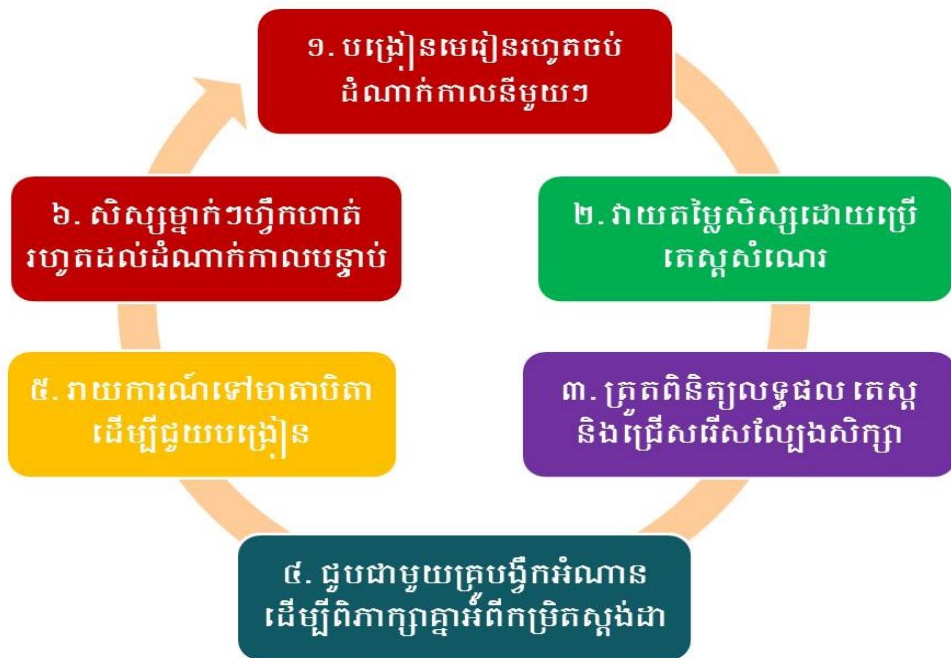 ១. បង្រៀនមេរៀនរហូតចប់
ដំណាក់កាលនីមួយៗ
២. វាយតម្លៃសិស្សដោយប្រើ
តេស្តសំណេរ
៣. ត្រួតពិនិត្យលទ្ធផល តេស្ត
និងជ្រើសរើសល្បែងសិក្សា
៤. ជួបជាមួយគ្រូបង្វឹកអំណាន
ដើម្បីពិភាក្សាគ្នាអំពីកម្រិតស្តង់ដា
៥. រាយការណ៍ទៅមាតាបិតា
ដើម្បីជួយបង្រៀន
៦. សិស្សម្នាក់ៗហ្វឹកហាត់
រហូតដល់ដំណាក់កាលបន្ទាប់